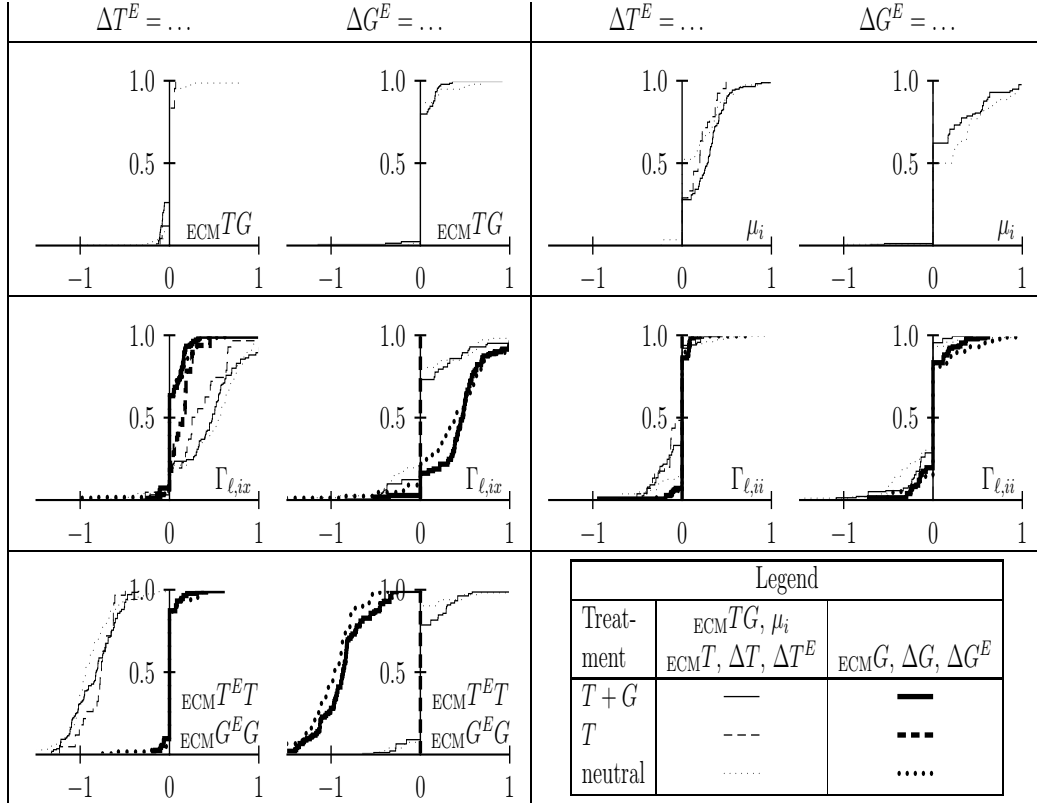 ΔT^E = …
ΔG^E = …
ΔT^E = …
ΔG^E = …
1.0
0.5
ECM TG
−1 0
1.0
0.5
ECM TG
−1 0 1
1.0
0.5
μ_i
−1 0
1.0
0.5
μ_i
−1 0 1
1.0
0.5
Γ_ℓ,ix
−1 0
1.0
0.5
Γ_ℓ,ix
−1 0 1
1.0
0.5
Γ_ℓ,ii
−1 0
1.0
0.5
Γ_ℓ,ii
−1 0 1
1.0
0.5
ECM T^E T
ECM G^E G
−1 0
1.0
0.5
ECM T^E T
ECM G^E G
−1 0 1
Legend
Treat-
ment
ECM TG, μ_i
ECM T, ΔT, ΔT^E
ECM G, ΔG, ΔG^E
T + G
T
neutral